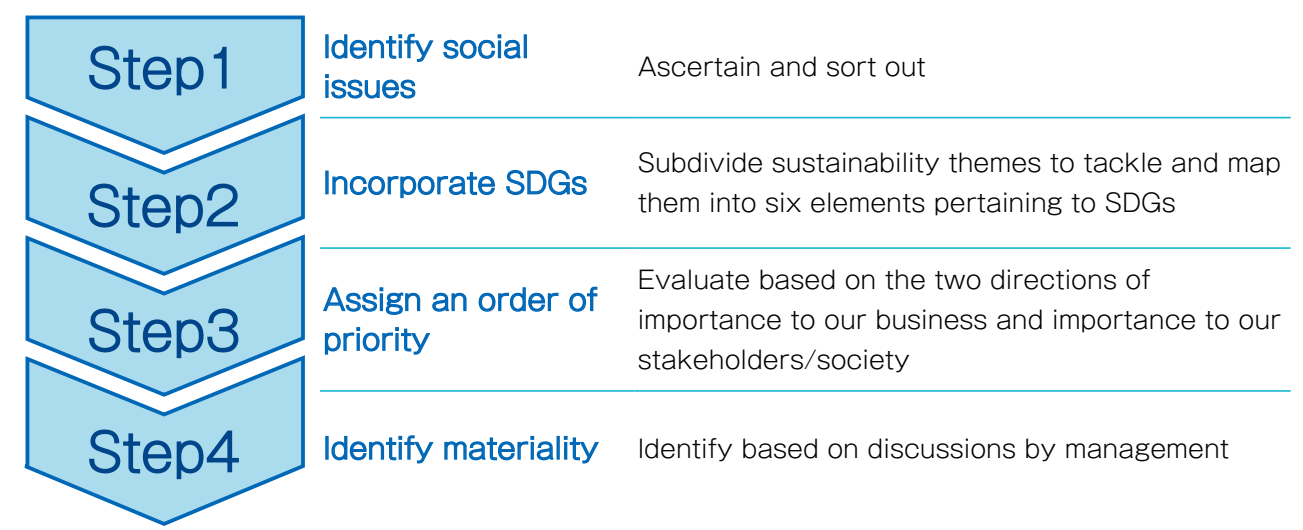 Step1
Identify social
issues
Ascertain and sort out
Step2
Incorporate SDGs
Subdivide sustainability themes to tackle and map
them into six elements pertaining to SDGs
Step3
Assign an order of
priority
Evaluate based on the two directions of
importance to our business and importance to our
stakeholders/society
Step4
Identify materiality
Identify based on discussions by management